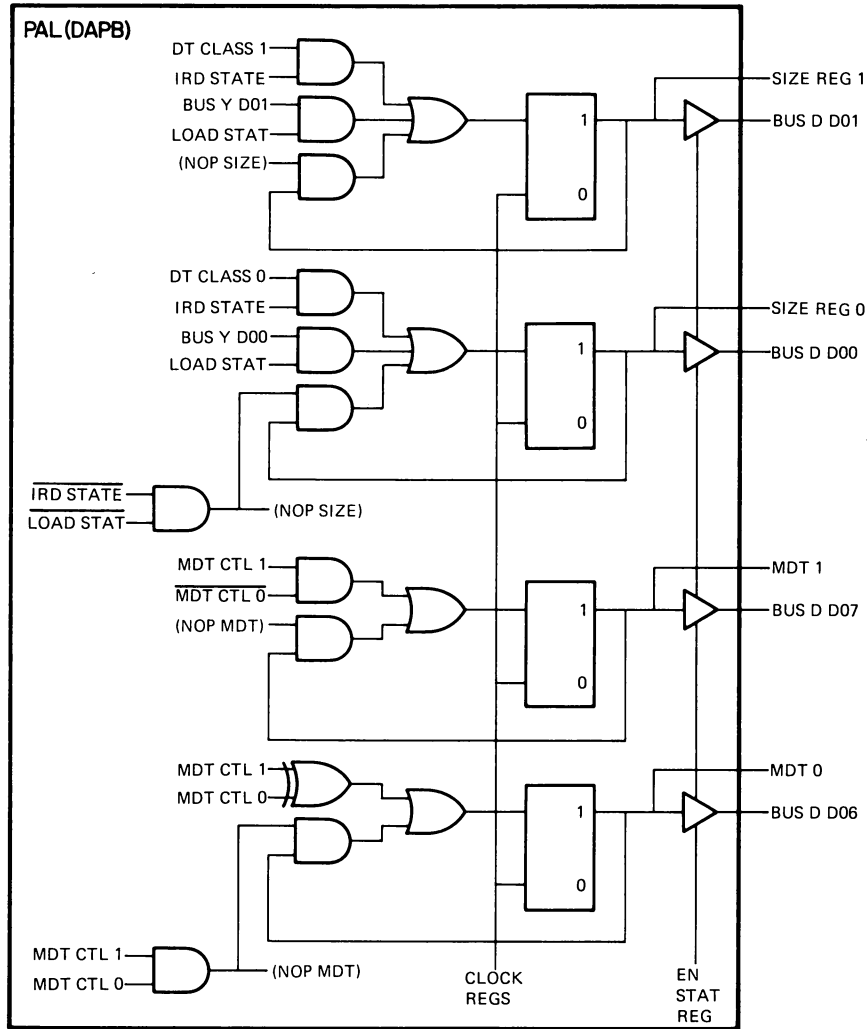 PAL (DAPB)
DT CLASS 1
IRD STATE
BUS Y D01
LOAD STAT
(NOP SIZE)
1
0
SIZE REG 1
BUS D D01
DT CLASS 0
IRD STATE
BUS Y D00
LOAD STAT
1
0
SIZE REG 0
BUS D D00
IRD STATE
LOAD STAT
(NOP SIZE)
MDT CTL 1
MDT CTL 0
(NOP MDT)
1
0
MDT 1
BUS D D07
MDT CTL 1
MDT CTL 0
1
0
MDT 0
BUS D D06
MDT CTL 1
MDT CTL 0
(NOP MDT)
CLOCK
REGS
EN
STAT
REG